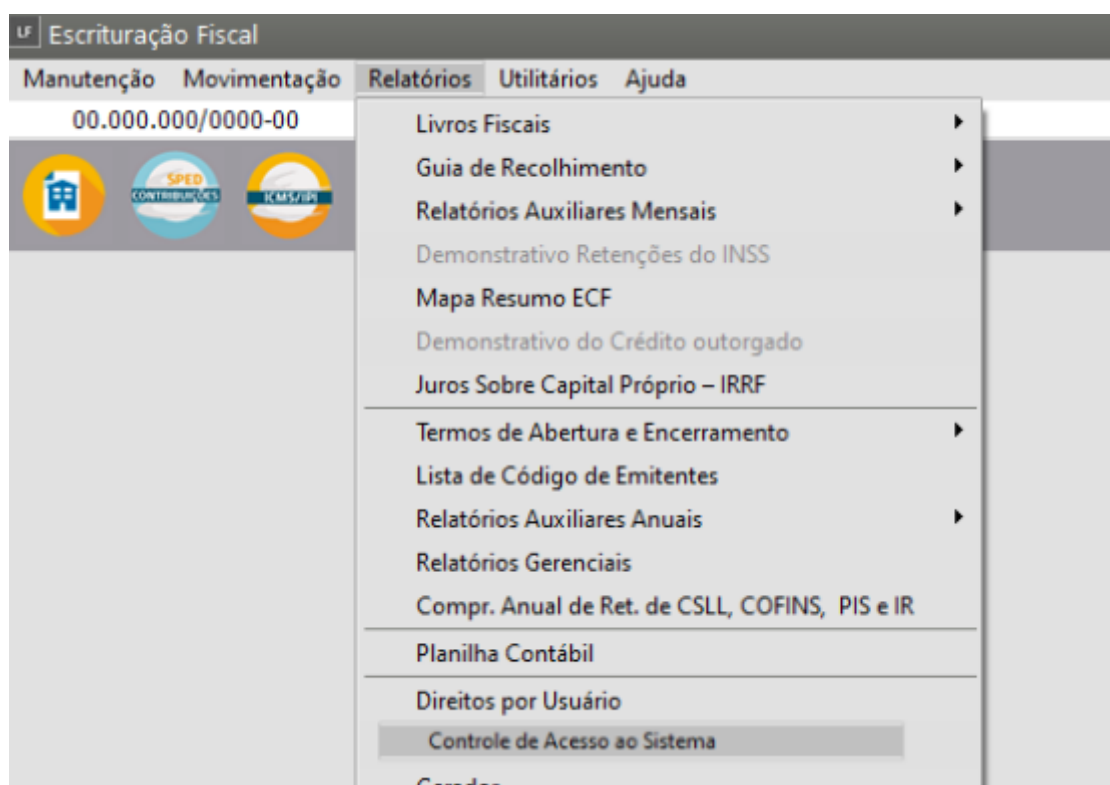 LF Escrituração Fiscal
Manutenção Movimentação Relatórios Utilitários Ajuda
00.000.000/0000-00
SPED
CONTRIBUIÇÕES
ICMS/IPI
Livros Fiscais
Guia de Recolhimento
Relatórios Auxiliares Mensais
Demonstrativo Retenções do INSS
Mapa Resumo ECF
Demonstrativo do Crédito outorgado
Juros Sobre Capital Próprio – IRRF
Termos de Abertura e Encerramento
Lista de Código de Emitentes
Relatórios Auxiliares Anuais
Relatórios Gerenciais
Compr. Anual de Ret. de CSLL, COFINS, PIS e IR
Planilha Contábil
Direitos por Usuário
Controle de Acesso ao Sistema